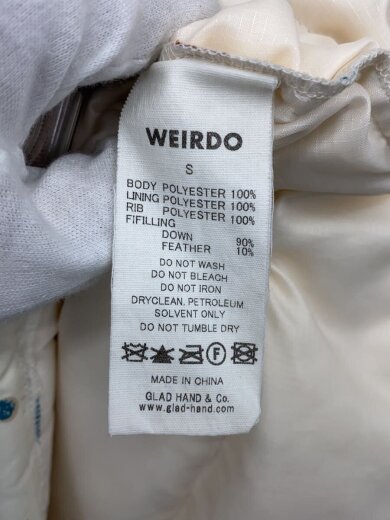 WEIRDO
S
BODY POLYESTER 100%
LINING POLYESTER 100%
RIB POLYESTER 100%
FIFILLING
DOWN 90%
FEATHER 10%
DO NOT WASH
DO NOT BLEACH
DO NOT IRON
DRYCLEAN, PETROLEUM
SOLVENT ONLY
DO NOT TUMBLE DRY
F
MADE IN CHINA
GLAD HAND & Co.
www.glad-hand.com